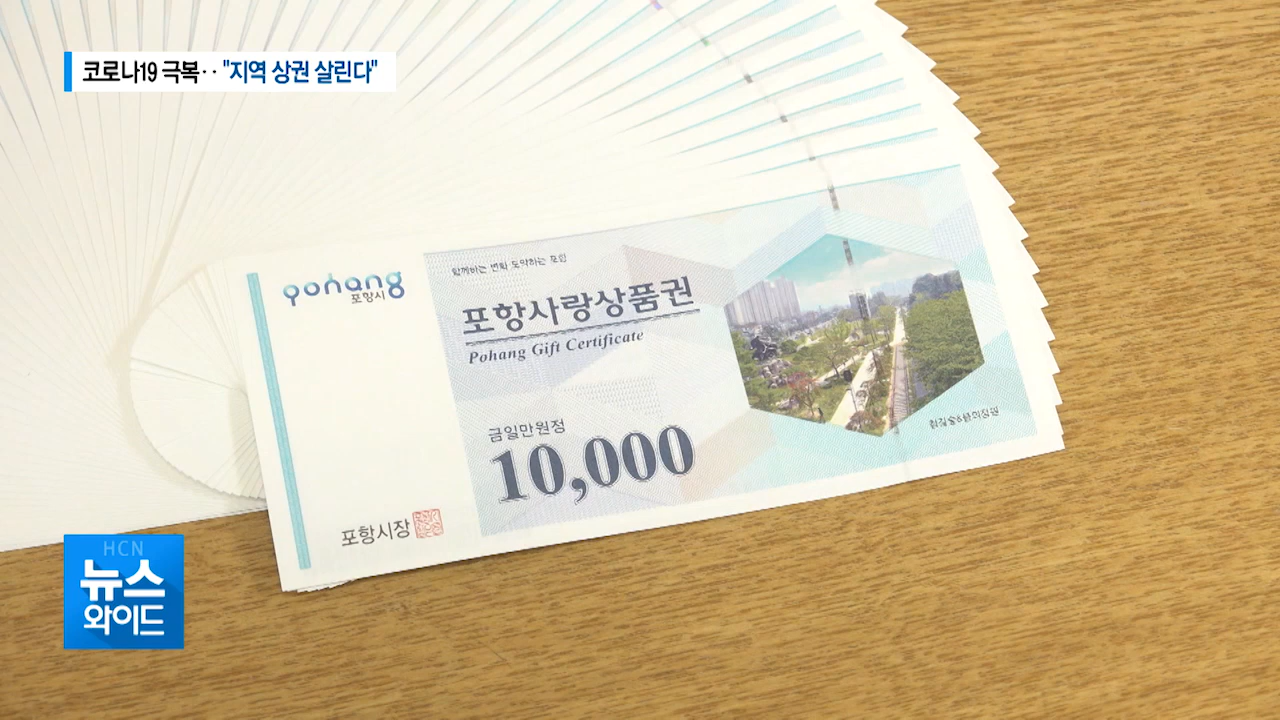 코로나19 극복‥"지역 상권 살린다"
pohang
포항시
함께하는 변화 도약하는 포항
포항사랑상품권
Pohang Gift Certificate
금일만원정
10,000
포항시장
HCN
뉴스
와이드